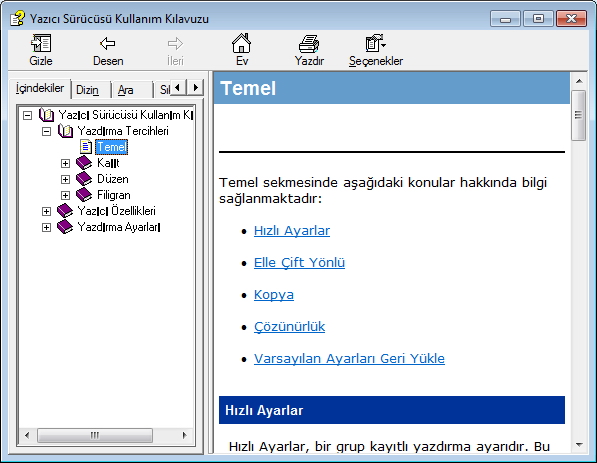 Yazıcı Sürücüsü Kullanım Kılavuzu
Gizle Desen İleri Ev Yazdır Seçenekler
İçindekiler Dizin Ara
Yazıcı Sürücüsü Kullanım Kı
Yazdırma Tercihleri
Temel
Kalit
Düzen
Filigran
Yazıcı Özellikleri
Yazdırma Ayarları
Temel
Temel sekmesinde aşağıdaki konular hakkında bilgi
sağlanmaktadır:
• Hızlı Ayarlar
• Elle Çift Yönlü
• Kopya
• Çözünürlük
• Varsayılan Ayarları Geri Yükle
Hızlı Ayarlar
Hızlı Ayarlar, bir grup kayıtlı yazdırma ayarıdır. Bu